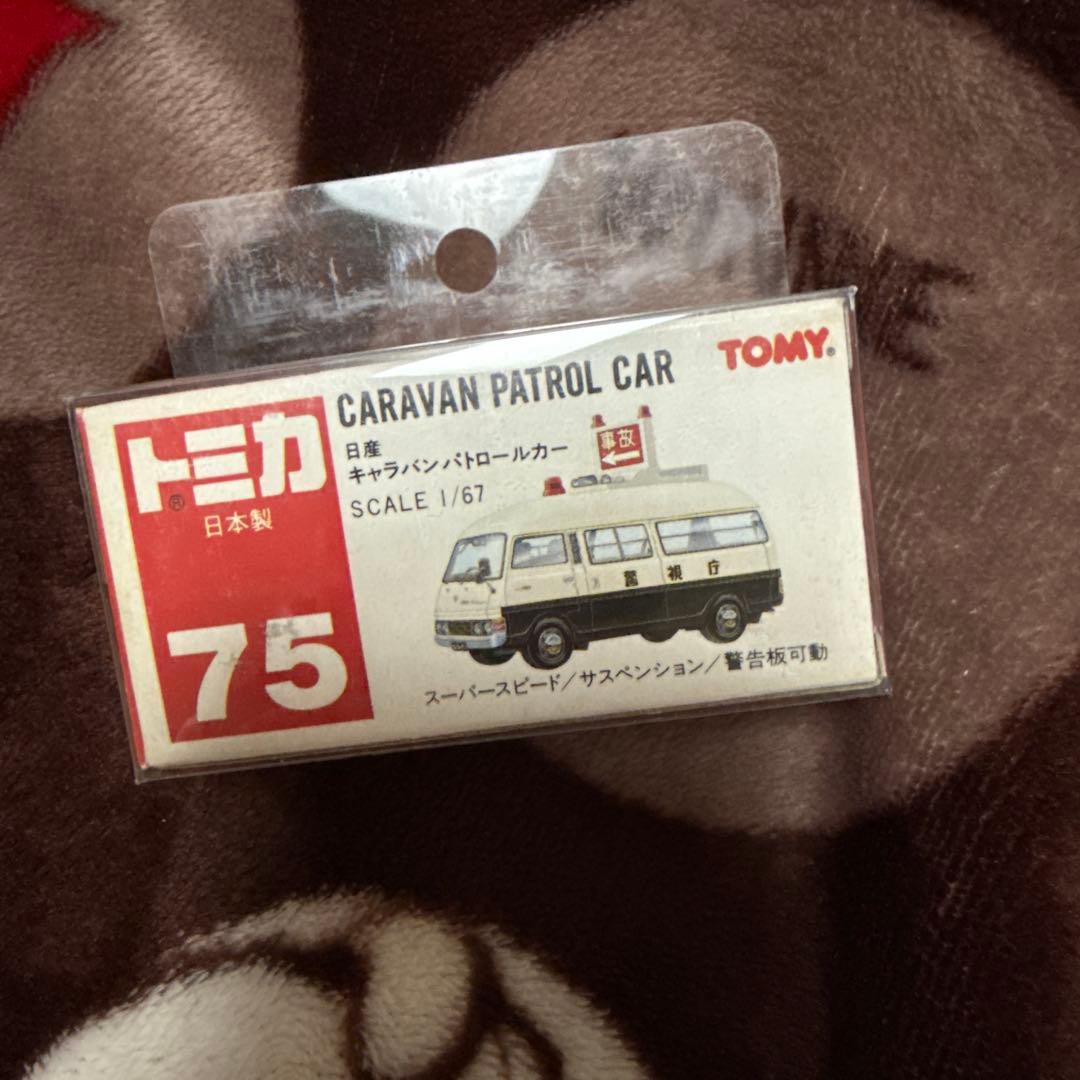 CARAVAN PATROL CAR
TOMY®
トミカ®
日本製
75
日産
キャラバンパトロールカー
SCALE 1/67
事故
警視庁
スーパースピード/サスペンション/警告板可動